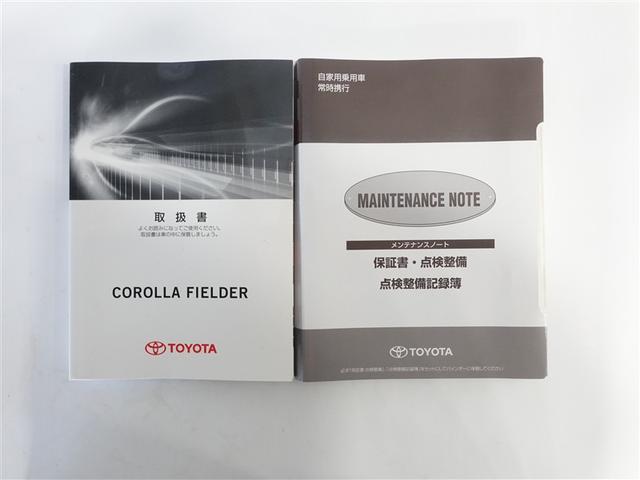 取扱書
よくお読みになってご使用ください。
取扱書は車の中に保管しましょう。
COROLLA FIELDER
TOYOTA
自家用乗用車
常時携行
MAINTENANCE NOTE
メンテナンスノート
保証書・点検整備
点検整備記録簿
TOYOTA